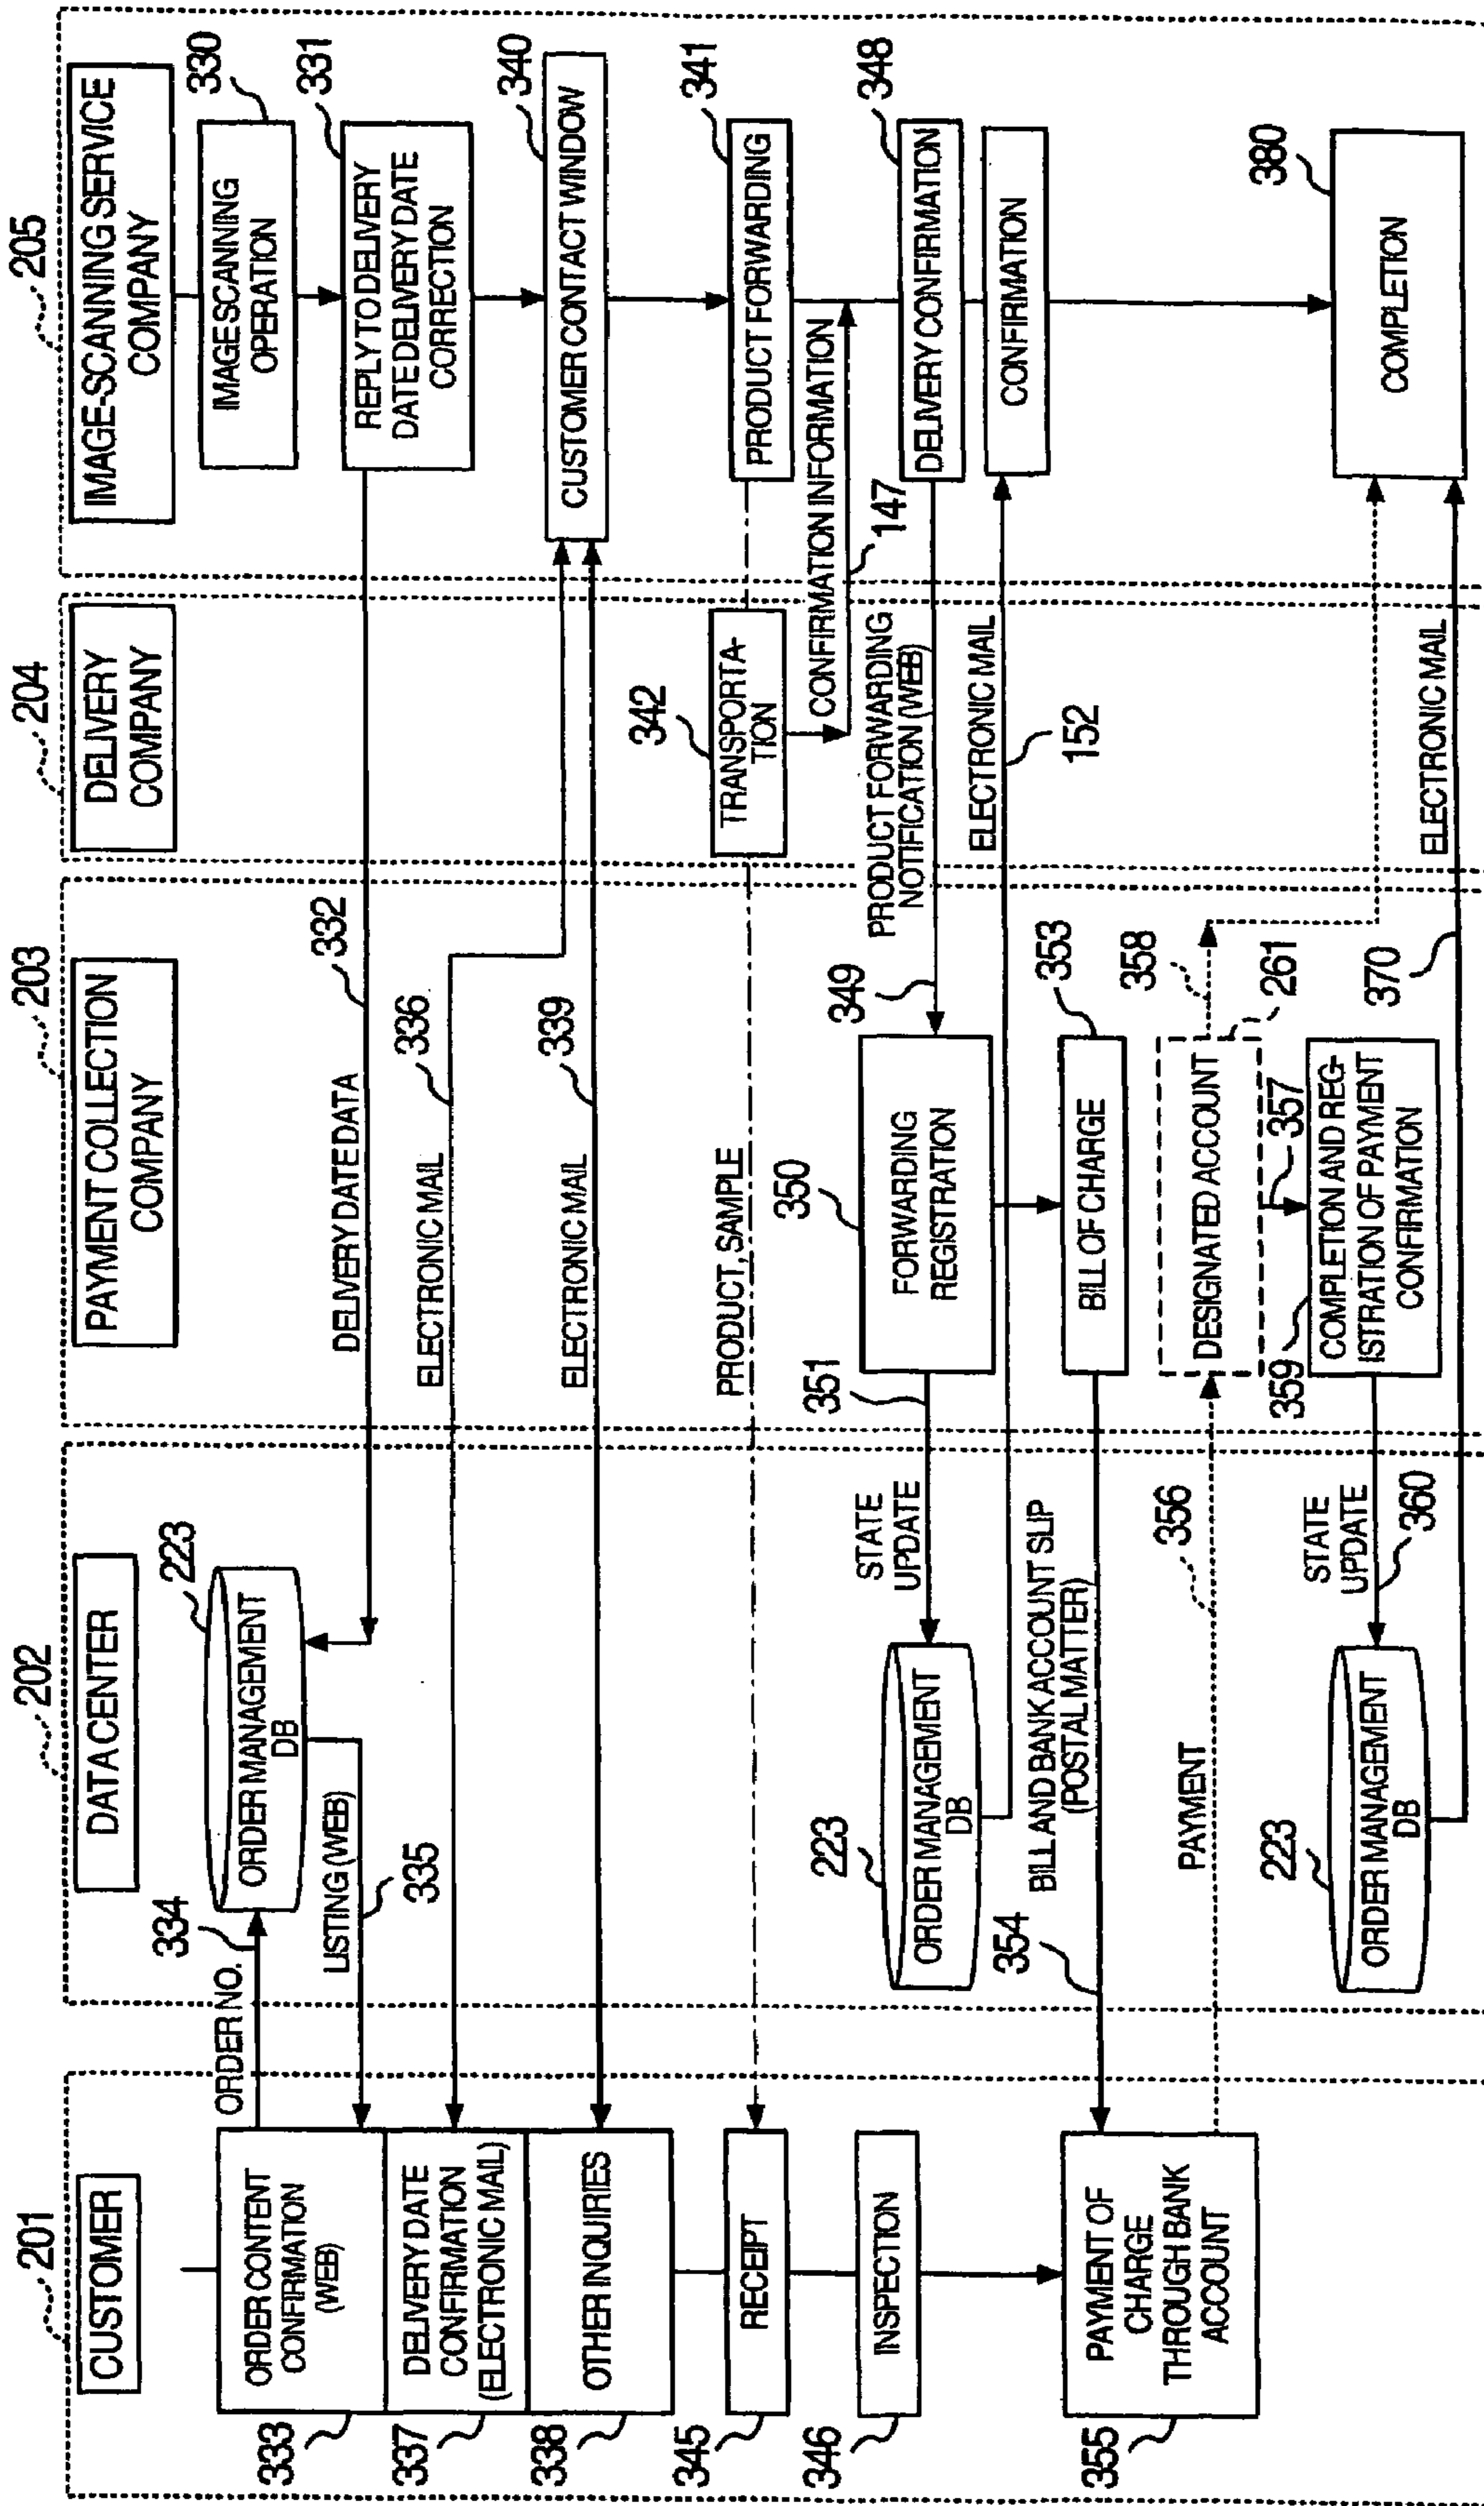 201
CUSTOMER
ORDER CONTENT
CONFIRMATION
(WEB)
333
DELIVERY DATE
CONFIRMATION
(ELECTRONIC MAIL)
337
OTHER INQUIRIES
338
RECEIPT
345
INSPECTION
346
PAYMENT OF
CHARGE
THROUGH BANK
ACCOUNT
355
202
DATA CENTER
ORDER NO.
334
223
ORDER MANAGEMENT
DB
LISTING (WEB)
335
STATE
UPDATE
223
ORDER MANAGEMENT
DB
BILL AND BANK ACCOUNT SLIP
(POSTAL MATTER)
354
PAYMENT
356
STATE
UPDATE
360
223
ORDER MANAGEMENT
DB
203
PAYMENT COLLECTION
COMPANY
DELIVERY DATE DATA
332
ELECTRONIC MAIL
336
ELECTRONIC MAIL
339
PRODUCT, SAMPLE
349
350
FORWARDING
REGISTRATION
351
353
BILL OF CHARGE
358
261
DESIGNATED ACCOUNT
357
359
COMPLETION AND REG-
ISTRATION OF PAYMENT
CONFIRMATION
370
204
DELIVERY
COMPANY
342
TRANSPORTA-
TION
CONFIRMATION INFORMATION
147
PRODUCT FORWARDING
NOTIFICATION (WEB)
ELECTRONIC MAIL
152
ELECTRONIC MAIL
205
IMAGE-SCANNING SERVICE
COMPANY
330
IMAGE SCANNING
OPERATION
331
REPLY TO DELIVERY
DATE DELIVERY DATE
CORRECTION
340
CUSTOMER CONTACT WINDOW
341
PRODUCT FORWARDING
348
DELIVERY CONFIRMATION
CONFIRMATION
380
COMPLETION